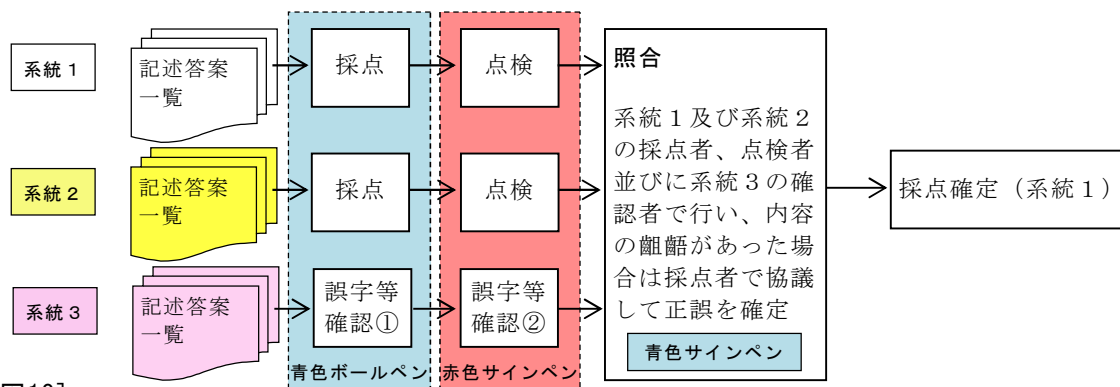 系統１
記述答案
一覧
採点
点検
系統２
記述答案
一覧
採点
点検
系統３
記述答案
一覧
誤字等
確認①
誤字等
確認②
青色ボールペン
赤色サインペン
照合
系統１及び系統２
の採点者、点検者
並びに系統３の確
認者で行い、内容
の齟齬があった場
合は採点者で協議
して正誤を確定
青色サインペン
採点確定（系統１）